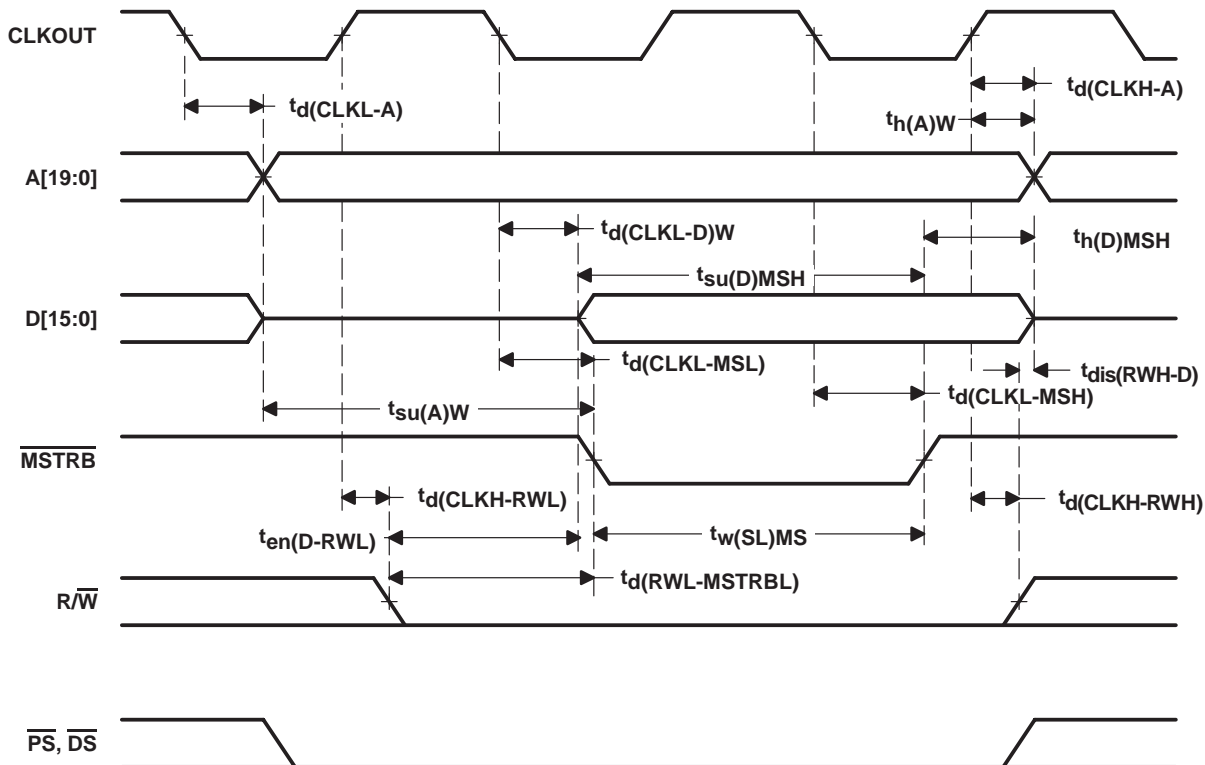 CLKOUT
td(CLKL-A)
td(CLKH-A)
th(A)W
A[19:0]
td(CLKL-D)W
th(D)MSH
tsu(D)MSH
D[15:0]
td(CLKL-MSL)
tdis(RWH-D)
td(CLKL-MSH)
tsu(A)W
MSTRB
td(CLKH-RWL)
td(CLKH-RWH)
ten(D-RWL)
tw(SL)MS
td(RWL-MSTRBL)
R/W
PS, DS